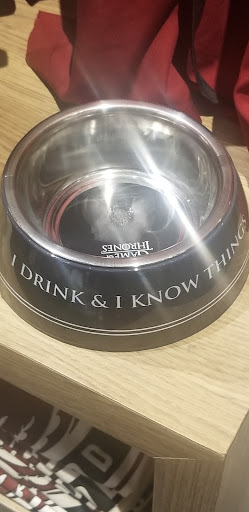 GAME OF
THRONES
I DRINK & I KNOW THINGS